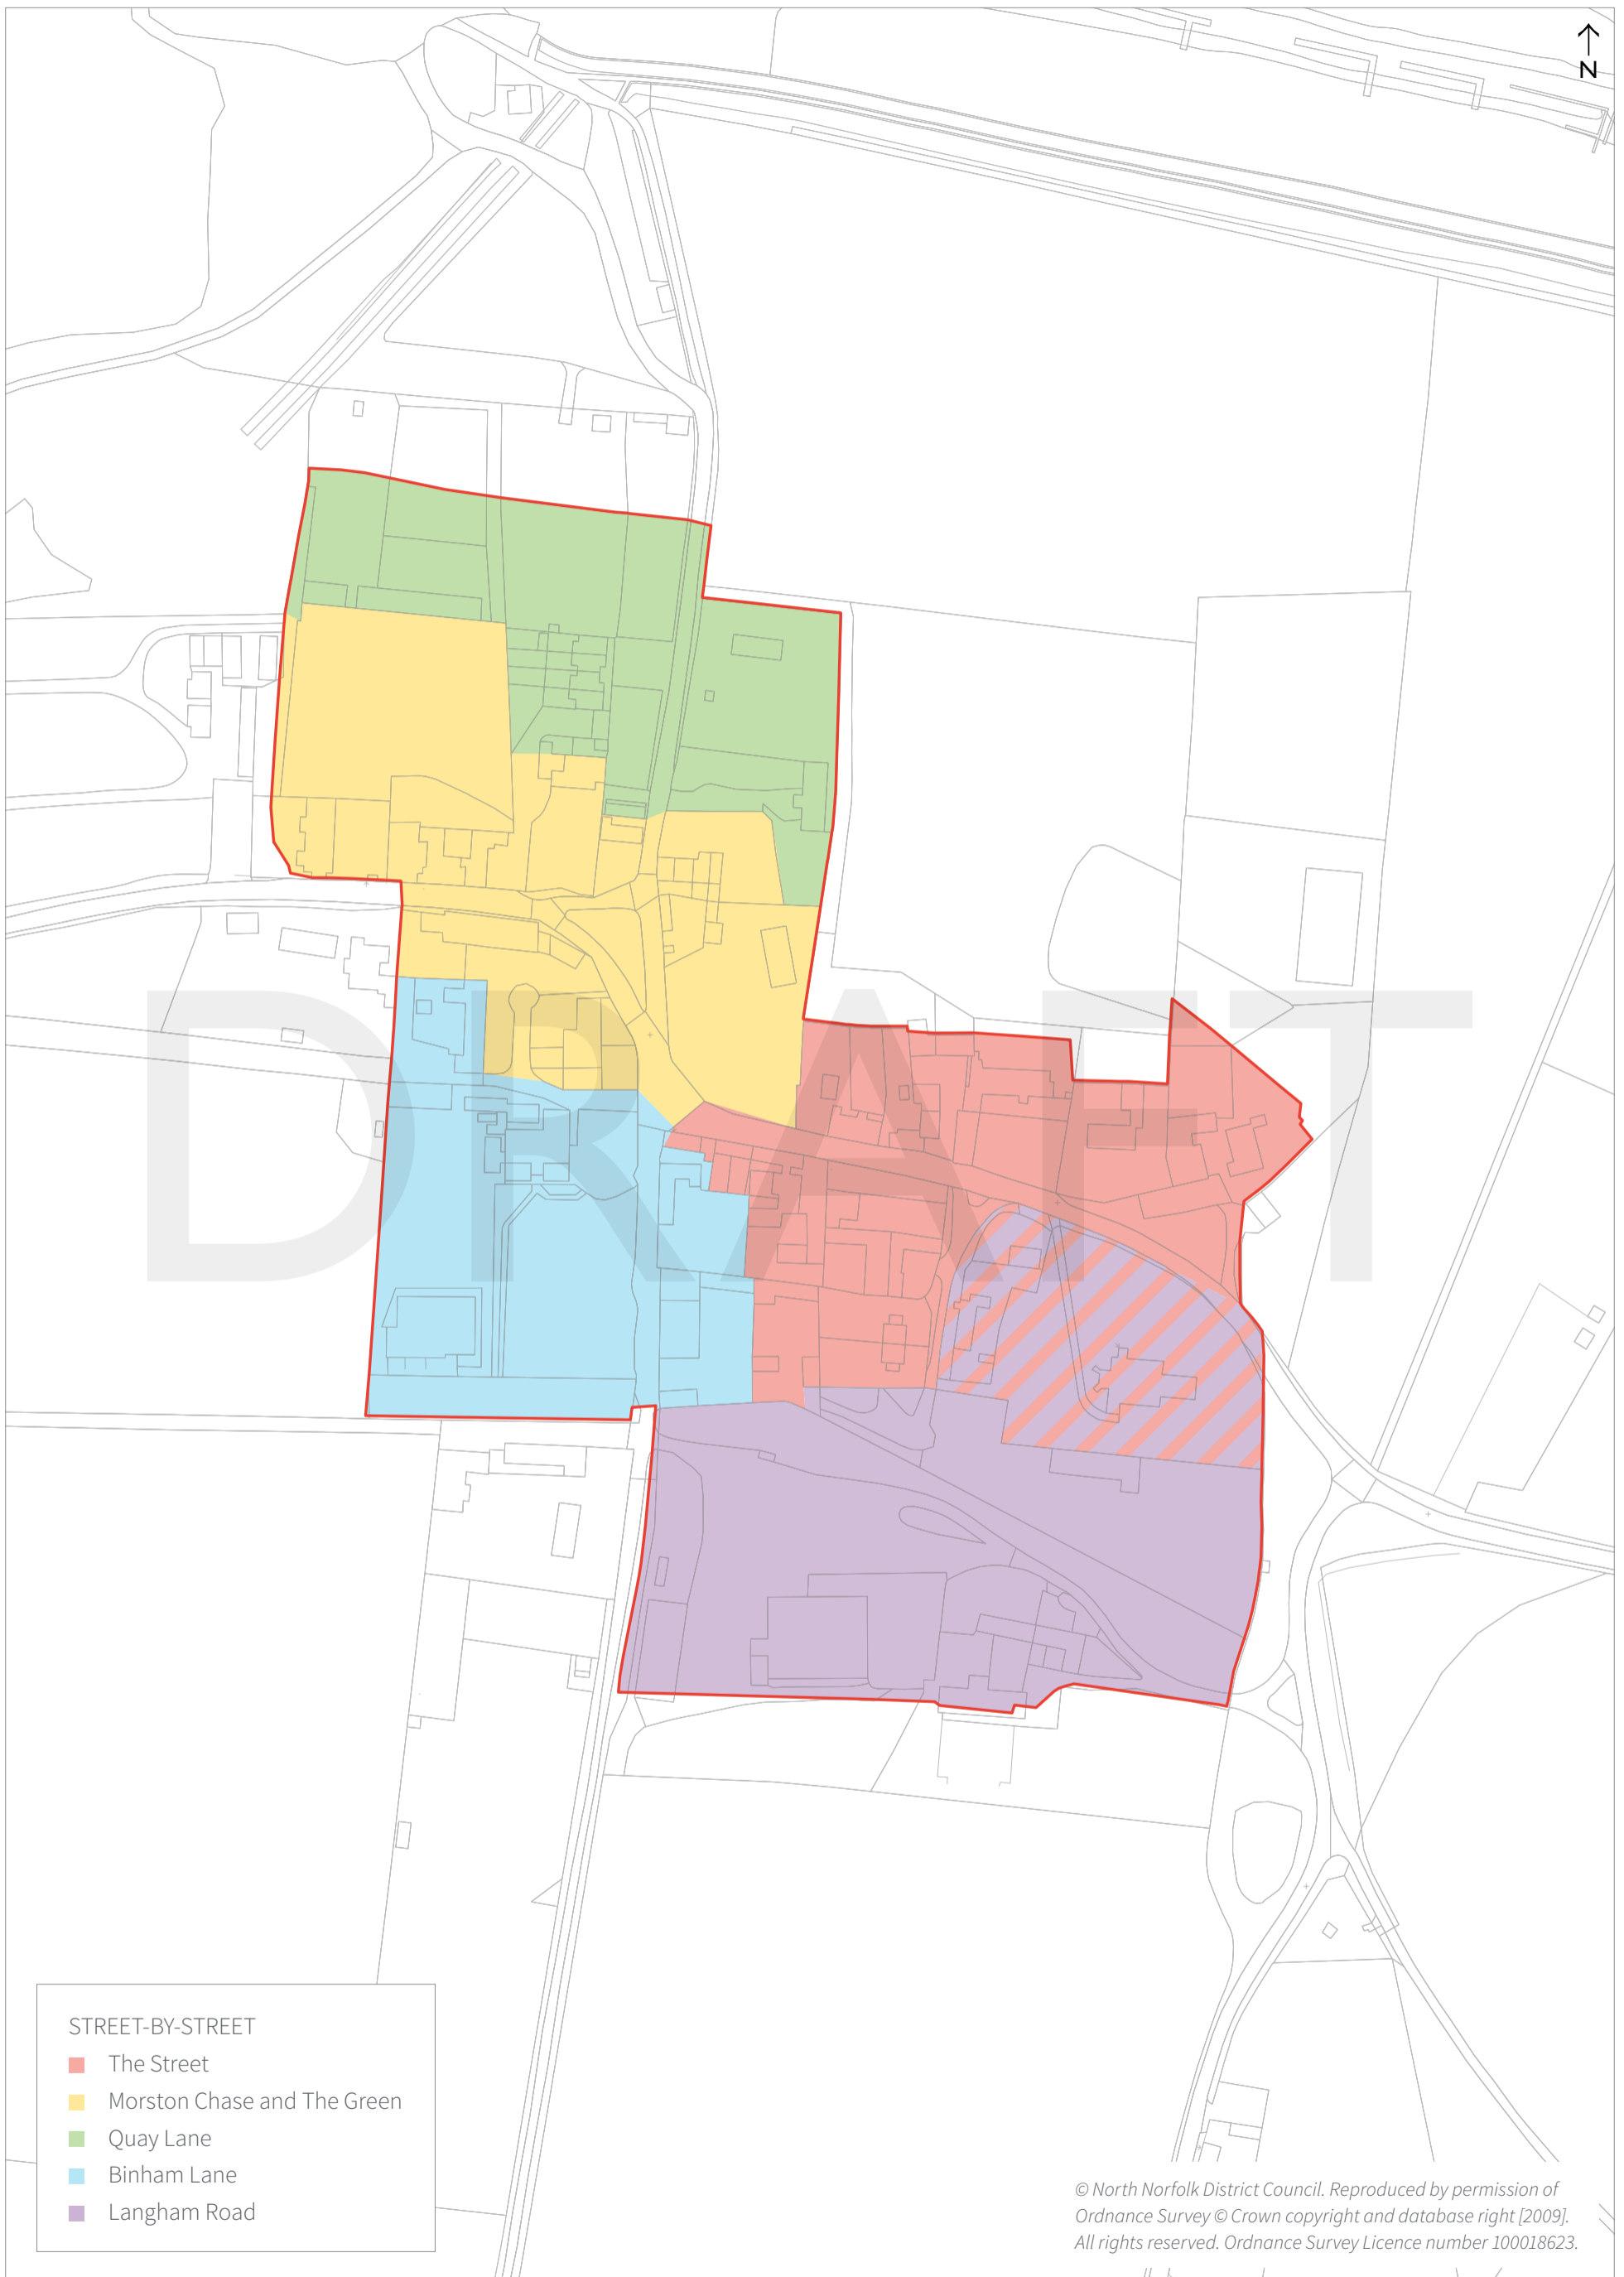 N
DRAFT
STREET-BY-STREET
The Street
Morston Chase and The Green
Quay Lane
Binham Lane
Langham Road
© North Norfolk District Council. Reproduced by permission of
Ordnance Survey © Crown copyright and database right [2009].
All rights reserved. Ordnance Survey Licence number 100018623.